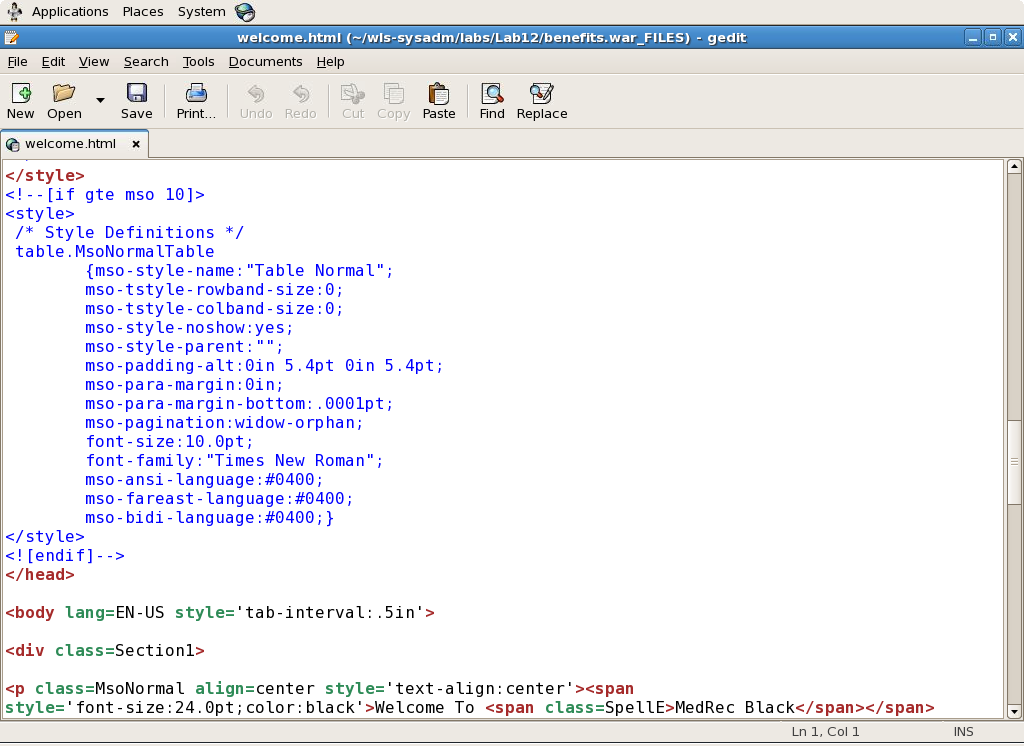 Applications Places System
welcome.html (~/wls-sysadm/labs/Lab12/benefits.war_FILES) - gedit
File Edit View Search Tools Documents Help
New Open Save Print... Undo Redo Cut Copy Paste Find Replace
welcome.html
</style>
<!--[if gte mso 10]>
<style>
 /* Style Definitions */
 table.MsoNormalTable
        {mso-style-name:"Table Normal";
        mso-tstyle-rowband-size:0;
        mso-tstyle-colband-size:0;
        mso-style-noshow:yes;
        mso-style-parent:"";
        mso-padding-alt:0in 5.4pt 0in 5.4pt;
        mso-para-margin:0in;
        mso-para-margin-bottom:.0001pt;
        mso-pagination:widow-orphan;
        font-size:10.0pt;
        font-family:"Times New Roman";
        mso-ansi-language:#0400;
        mso-fareast-language:#0400;
        mso-bidi-language:#0400;}
</style>
<![endif]-->
</head>
<body lang=EN-US style='tab-interval:.5in'>
<div class=Section1>
<p class=MsoNormal align=center style='text-align:center'><span
style='font-size:24.0pt;color:black'>Welcome To <span class=SpellE>MedRec Black</span></span>
Ln 1, Col 1 INS